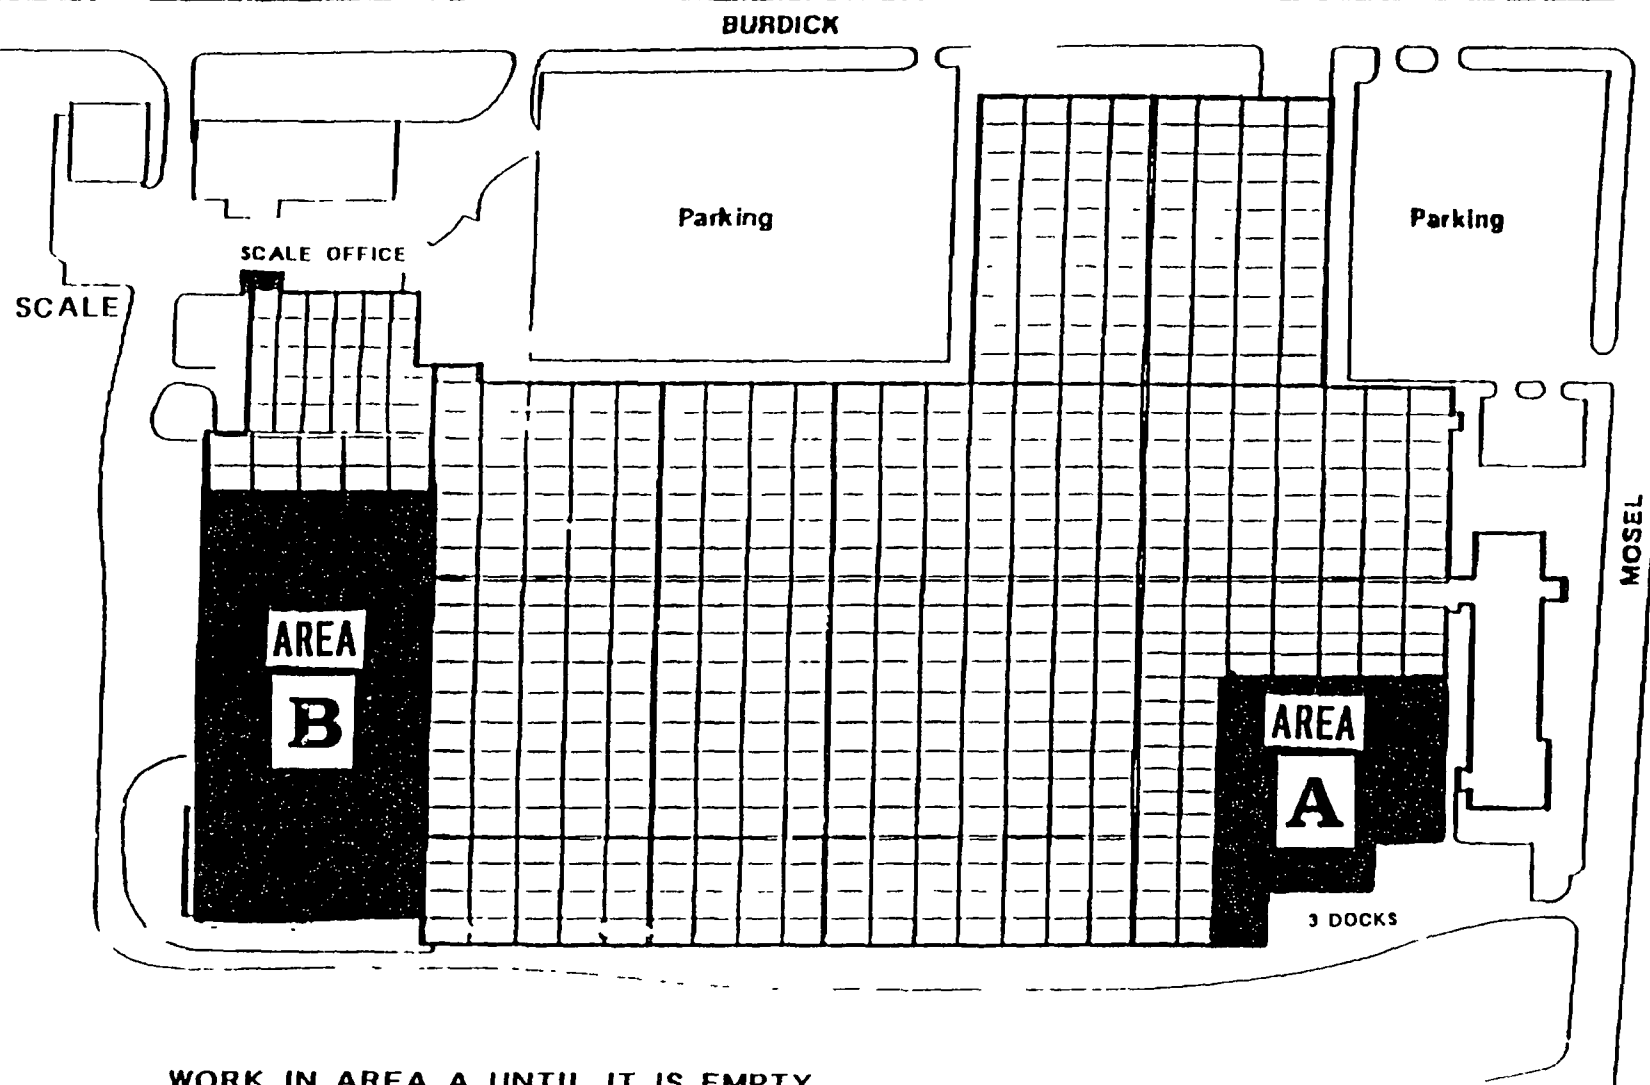 BURDICK
Parking
Parking
SCALE OFFICE
SCALE
MOSEL
AREA
B
AREA
A
3 DOCKS
WORK IN AREA A UNTIL IT IS EMPTY